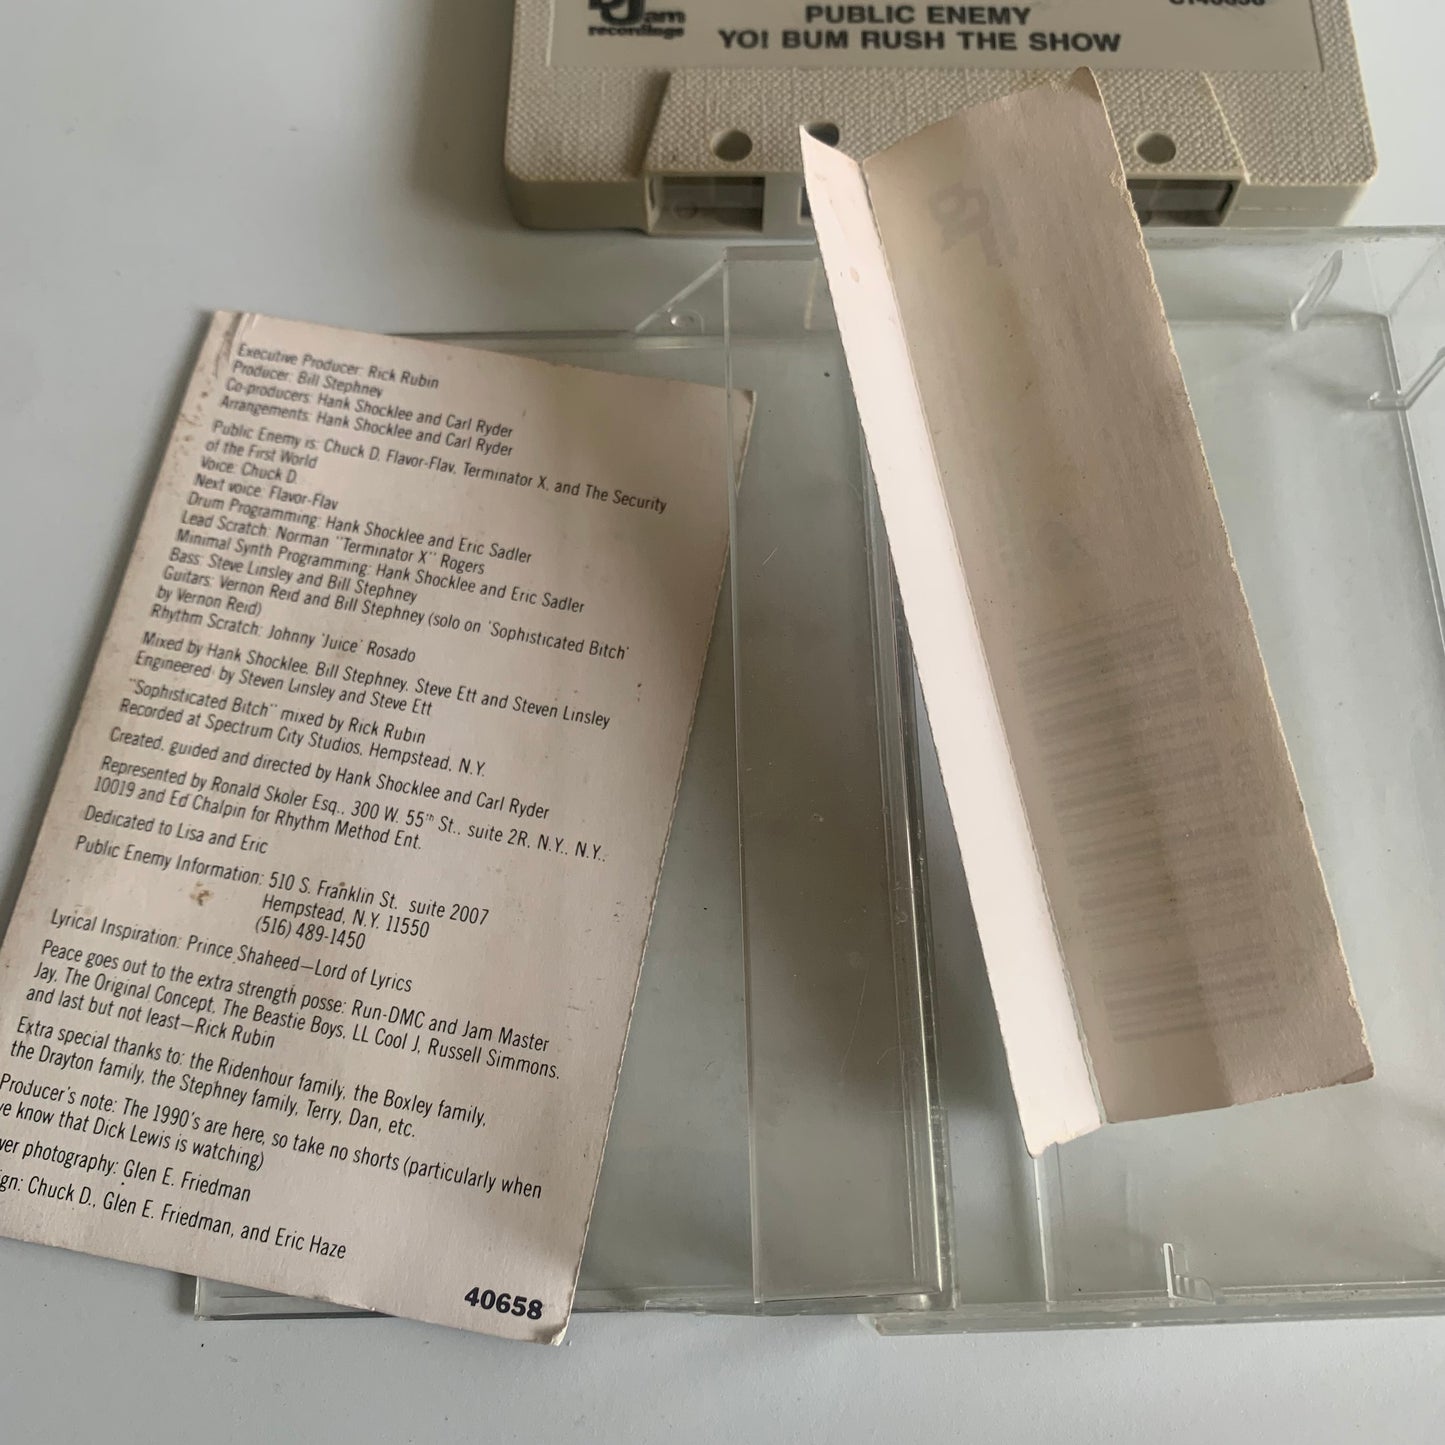 Jam
recordings
PUBLIC ENEMY
YO! BUM RUSH THE SHOW
Executive Producer: Rick Rubin
Producer: Bill Stephney
Co-producers: Hank Shocklee and Carl Ryder
Arrangements: Hank Shocklee and Carl Ryder
Public Enemy is: Chuck D, Flavor-Flav, Terminator X, and The Security
of the First World
Voice: Chuck D.
Next voice: Flavor-Flav
Drum Programming: Hank Shocklee and Eric Sadler
Lead Scratch: Norman "Terminator X" Rogers
Minimal Synth Programming: Hank Shocklee and Eric Sadler
Bass: Steve Linsley and Bill Stephney
Guitars: Vernon Reid and Bill Stephney (solo on 'Sophisticated Bitch'
by Vernon Reid)
Rhythm Scratch: Johnny 'Juice' Rosado
Mixed by Hank Shocklee, Bill Stephney, Steve Ett and Steven Linsley
Engineered by Steven Linsley and Steve Ett
"Sophisticated Bitch" mixed by Rick Rubin
Recorded at Spectrum City Studios, Hempstead, N.Y.
Created, guided and directed by Hank Shocklee and Carl Ryder
Represented by Ronald Skoler Esq., 300 W. 55th St., suite 2R, N.Y., N.Y.,
10019 and Ed Chalpin for Rhythm Method Ent.
Dedicated to Lisa and Eric
Public Enemy Information: 510 S. Franklin St. suite 2007
Hempstead, N.Y. 11550
(516) 489-1450
Lyrical Inspiration: Prince Shaheed—Lord of Lyrics
Peace goes out to the extra strength posse: Run-DMC and Jam Master
Jay, The Original Concept, The Beastie Boys, LL Cool J, Russell Simmons,
and last but not least—Rick Rubin
Extra special thanks to: the Ridenhour family, the Boxley family,
the Drayton family, the Stephney family, Terry, Dan, etc.
Producer's note: The 1990's are here, so take no shorts (particularly when
know that Dick Lewis is watching)
photography: Glen E. Friedman
Chuck D., Glen E. Friedman, and Eric Haze
40658